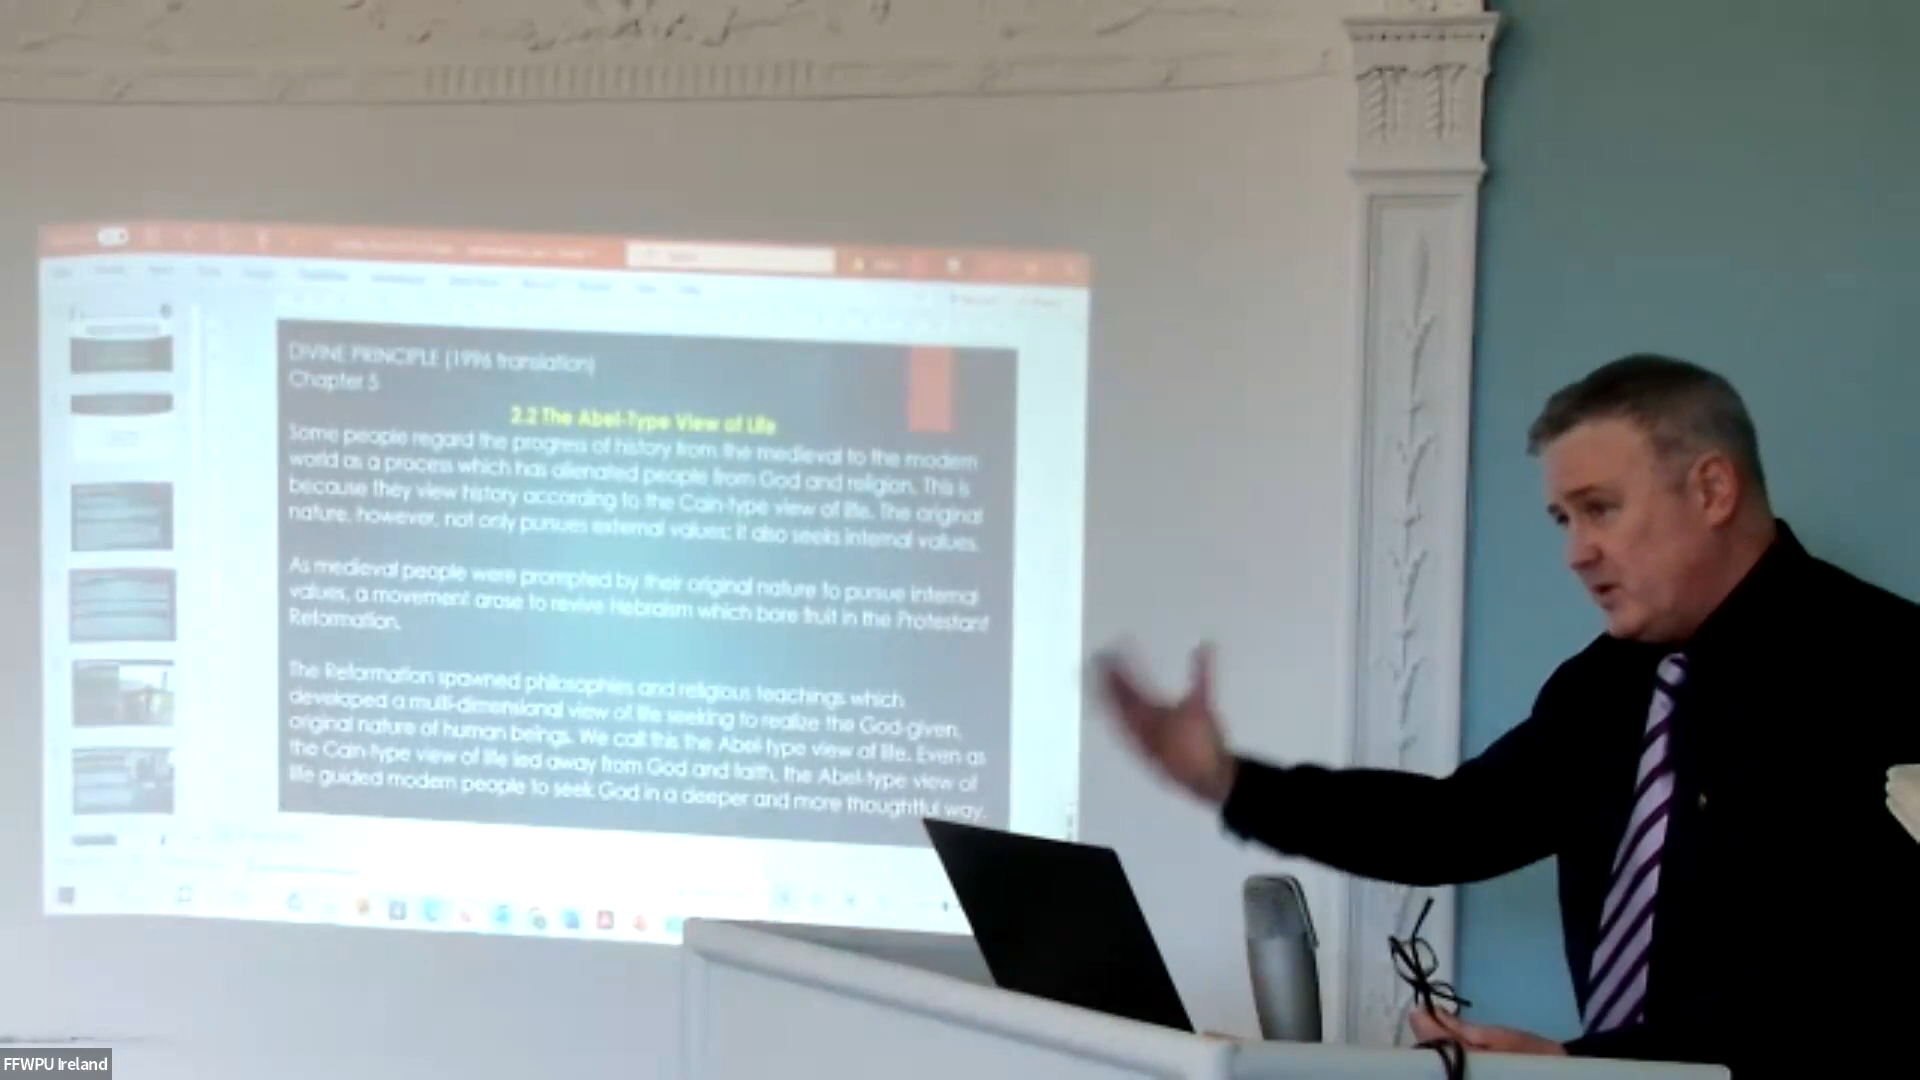 DIVINE PRINCIPLE (1996 translation)
Chapter 5
2.2 The Abel-Type View of Life
Some people regard the progress of history from the medieval to the modern
world as a process which has alienated people from God and religion. This is
because they view history according to the Cain-type view of life. The original
nature, however, not only pursues external values; it also seeks internal values.
As medieval people were prompted by their original nature to pursue internal
values, a movement arose to revive Hebraism which bore fruit in the Protestant
Reformation.
The Reformation spawned philosophies and religious teachings which
developed a multi-dimensional view of life seeking to realize the God-given,
original nature of human beings. We call this the Abel-type view of life. Even as
the Cain-type view of life led away from God and faith, the Abel-type view of
life guided modern people to seek God in a deeper and more thoughtful way.
FFWPU Ireland